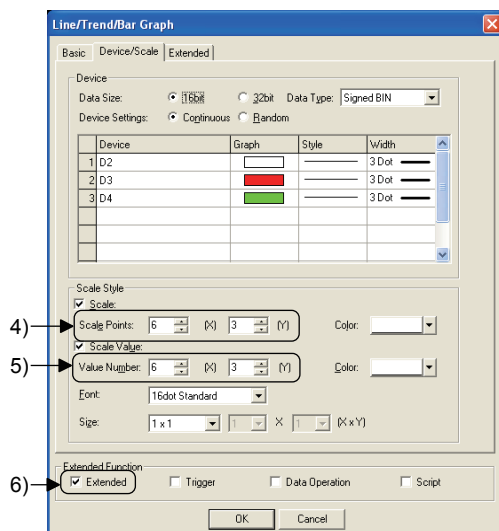 Line/Trend/Bar Graph
Basic Device/Scale Extended
Device
Data Size: 16bit 32bit Data Type: Signed BIN
Device Settings: Continuous Random
Device Graph Style Width
1 D2 3 Dot
2 D3 3 Dot
3 D4 3 Dot
Scale Style
Scale:
4) Scale Points: 6 (X) 3 (Y) Color:
Scale Value:
5) Value Number: 6 (X) 3 (Y) Color:
Font: 16dot Standard
Size: 1 x 1 1 X 1 (X x Y)
Extended Function
6) Extended Trigger Data Operation Script
OK Cancel